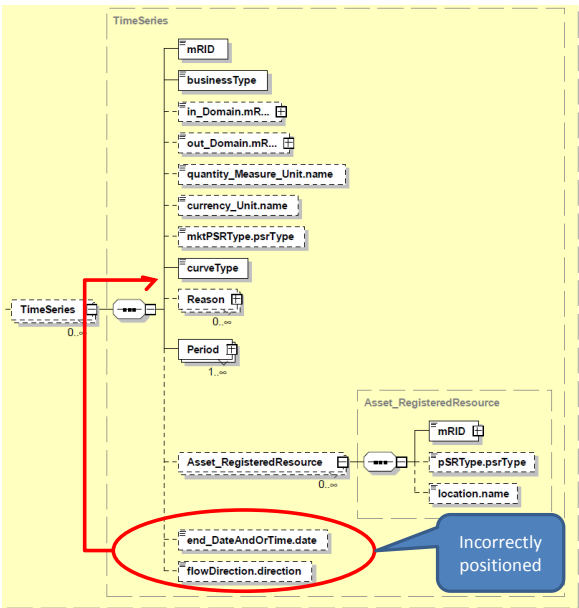 TimeSeries
mRID
businessType
in_Domain.mR...
out_Domain.mR...
quantity_Measure_Unit.name
currency_Unit.name
mktPSRType.psrType
curveType
Reason
0..∞
TimeSeries
0..∞
Period
1..∞
Asset_RegisteredResource
mRID
Asset_RegisteredResource
0..∞
pSRType.psrType
location.name
end_DateAndOrTime.date
flowDirection.direction
Incorrectly
positioned